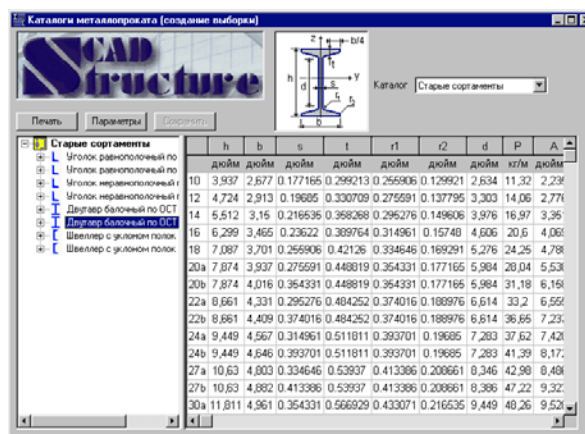 Каталоги металлопроката (создание выборки)
SCAD
Structure
z b/4
t
h d s y
r1
r2
b
Каталог Старые сортаменты
Печать Параметры Сохранить
Старые сортаменты
Уголок равнополочный по
Уголок равнополочный по
Уголок неравнополочный г
Уголок неравнополочный г
Двутавр балочный по ОСТ
Двутавр балочный по ОСТ
Швеллер с уклоном полок
Швеллер с уклоном полок
h b s t r1 r2 d P A
дюйм дюйм дюйм дюйм дюйм дюйм дюйм кг/м дюйм
10 3,937 2,677 0.177165 0.299213 0.255906 0.129921 2,634 11,32 2,235
12 4,724 2,913 0.19685 0.330709 0.275591 0.137795 3,303 14,06 2,776
14 5,512 3,15 0.216535 0.358268 0.295276 0.149606 3,976 16,97 3,351
16 6,299 3,465 0.23622 0.389764 0.314961 0.15748 4,606 20,6 4,069
18 7,087 3,701 0.255906 0.42126 0.334646 0.169291 5,276 24,25 4,788
20a 7,874 3,937 0.275591 0.448819 0.354331 0.177165 5,984 28,04 5,53
20b 7,874 4,016 0.354331 0.448819 0.354331 0.177165 5,984 31,18 6,15
22a 8,661 4,331 0.295276 0.484252 0.374016 0.188976 6,614 33,2 6,55
22b 8,661 4,409 0.374016 0.484252 0.374016 0.188976 6,614 36,65 7,23
24a 9,449 4,567 0.314961 0.511811 0.393701 0.19685 7,283 37,62 7,42
24b 9,449 4,646 0.393701 0.511811 0.393701 0.19685 7,283 41,39 8,17
27a 10,63 4,803 0.334646 0.53937 0.413386 0.208661 8,346 42,98 8,48
27b 10,63 4,882 0.413386 0.53937 0.413386 0.208661 8,386 47,22 9,32
30a 11,811 4,961 0.354331 0.566929 0.433071 0.216535 9,449 48,26 9,52